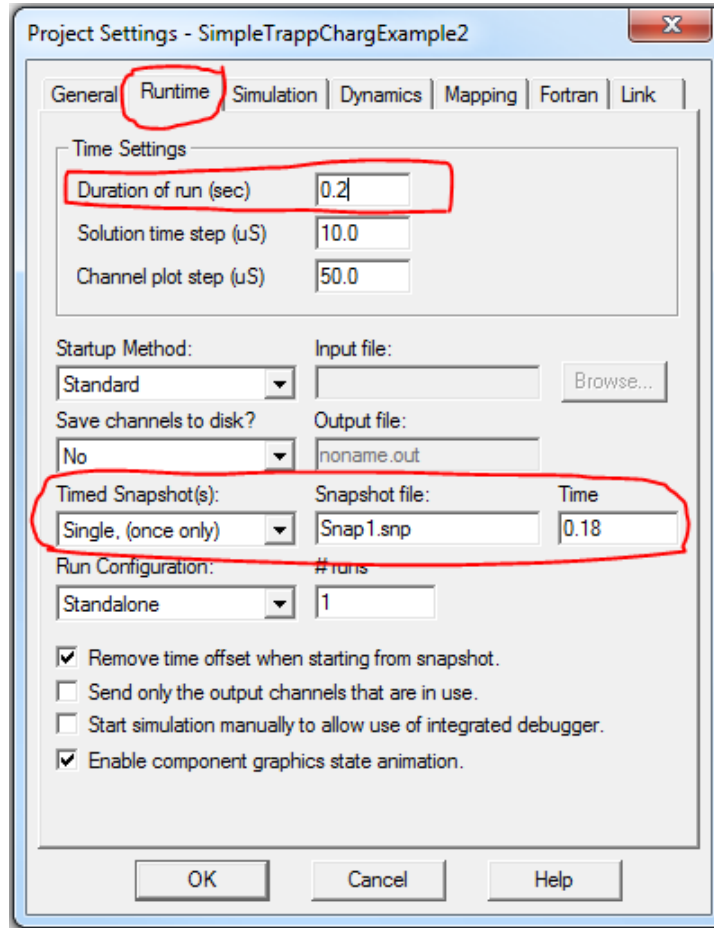 Project Settings - SimpleTrappChargExample2
General Runtime Simulation Dynamics Mapping Fortran Link
Time Settings
Duration of run (sec) 0.2
Solution time step (uS) 10.0
Channel plot step (uS) 50.0
Startup Method: Input file:
Standard Browse...
Save channels to disk? Output file:
No noname.out
Timed Snapshot(s): Snapshot file: Time
Single, (once only) Snap1.snp 0.18
Run Configuration: # runs
Standalone 1
Remove time offset when starting from snapshot.
Send only the output channels that are in use.
Start simulation manually to allow use of integrated debugger.
Enable component graphics state animation.
OK Cancel Help